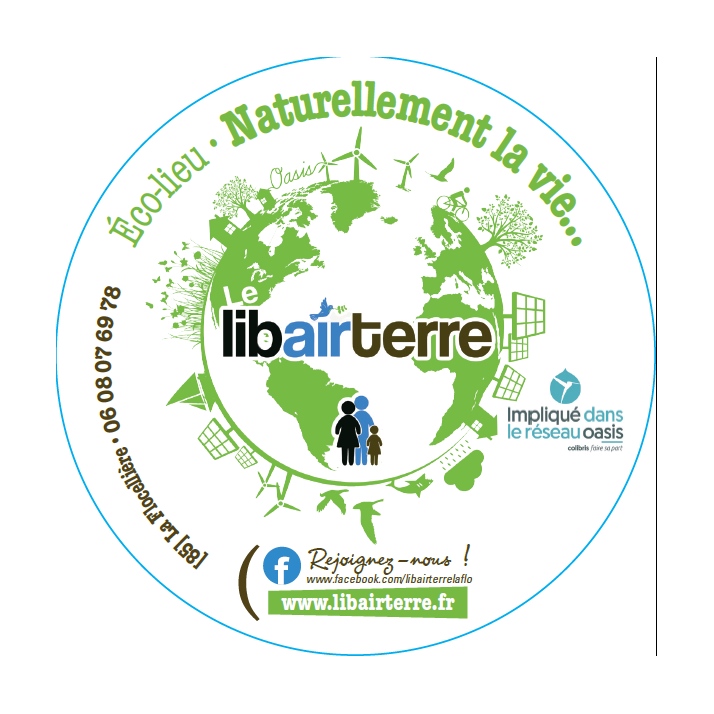 Éco-lieu • Naturellement la vie...
Oasis
Le
libairterre
[85] La Flocellière • 06 08 07 69 78
Impliqué dans
le réseau oasis
colibris faire sa part
Rejoignez-nous !
www.facebook.com/libairterrelaflo
www.libairterre.fr